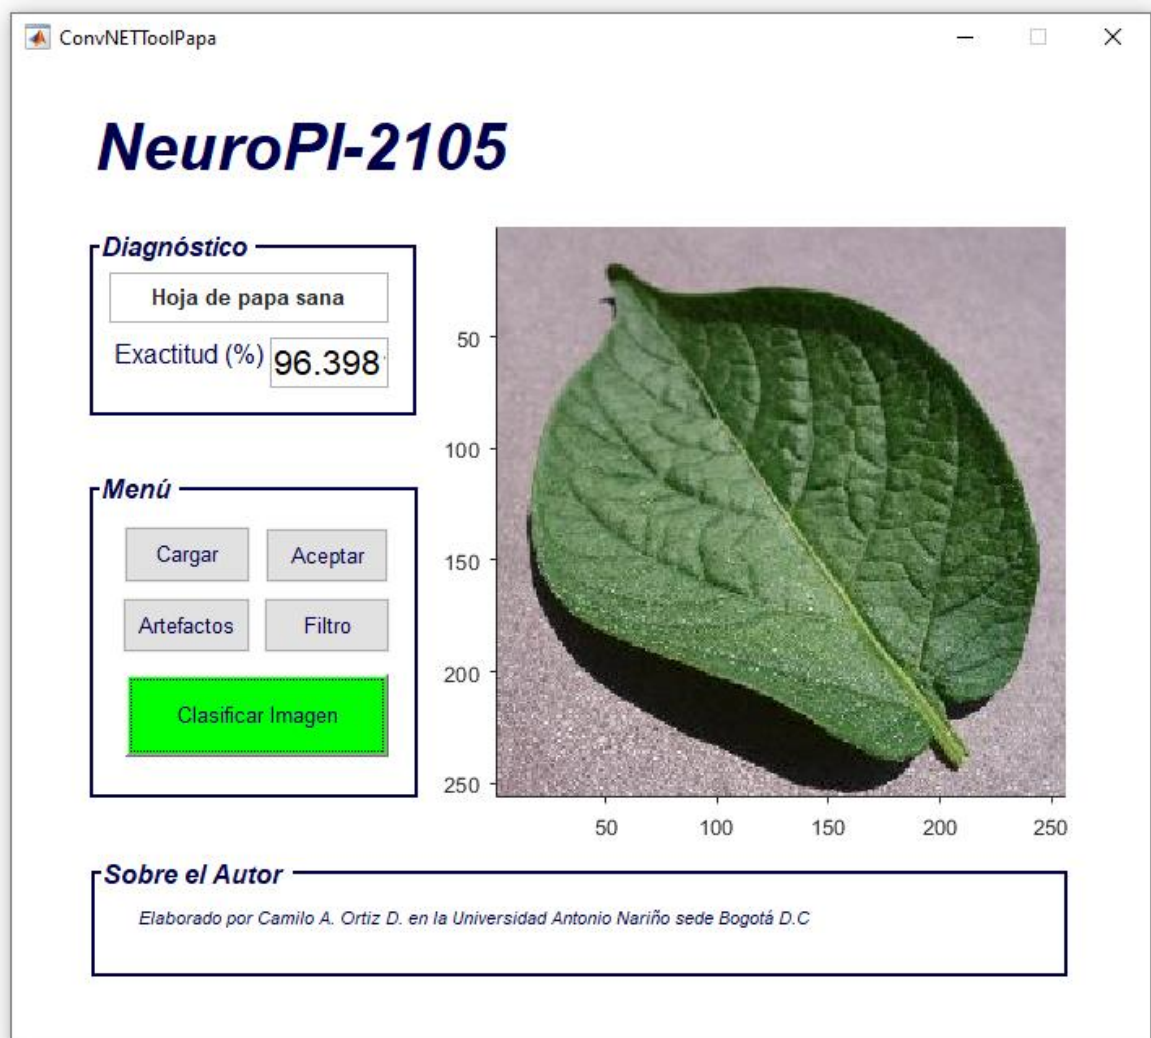 ConvNETToolPapa
NeuroPI-2105
Diagnóstico
Hoja de papa sana
Exactitud (%) 96.398
Menú
Cargar
Aceptar
Artefactos
Filtro
Clasificar Imagen
50
100
150
200
250
50
100
150
200
250
Sobre el Autor
Elaborado por Camilo A. Ortiz D. en la Universidad Antonio Nariño sede Bogotá D.C